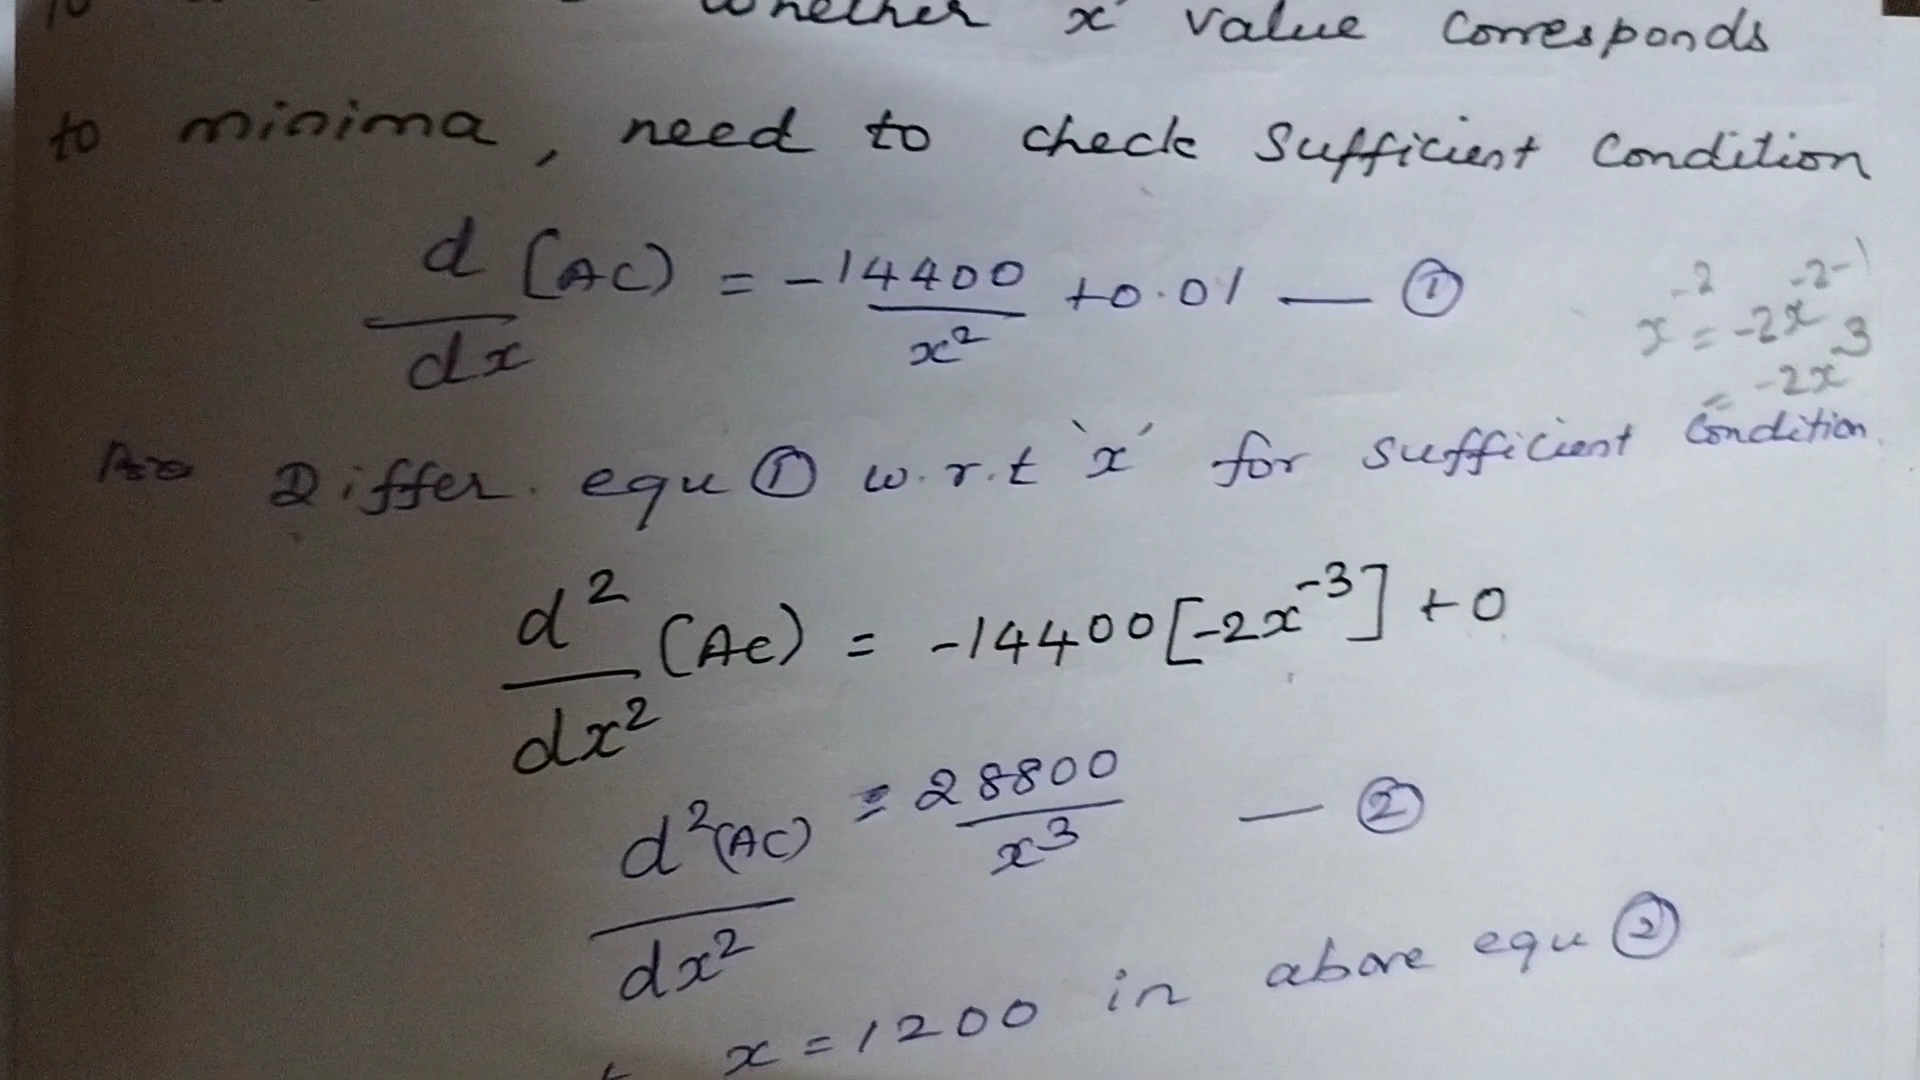 To whether x value corresponds
to minima, need to check Sufficient Condition
d/dx (AC) = -14400/x² +0.01 — ①
x⁻² = -2x⁻²⁻¹
= -2x³
Differ. equ ① w.r.t 'x' for sufficient Condition.
d²/dx² (AC) = -14400[-2x⁻³] +0
d²(AC)/dx² = 28800/x³ — ②
x = 1200 in above equ ②